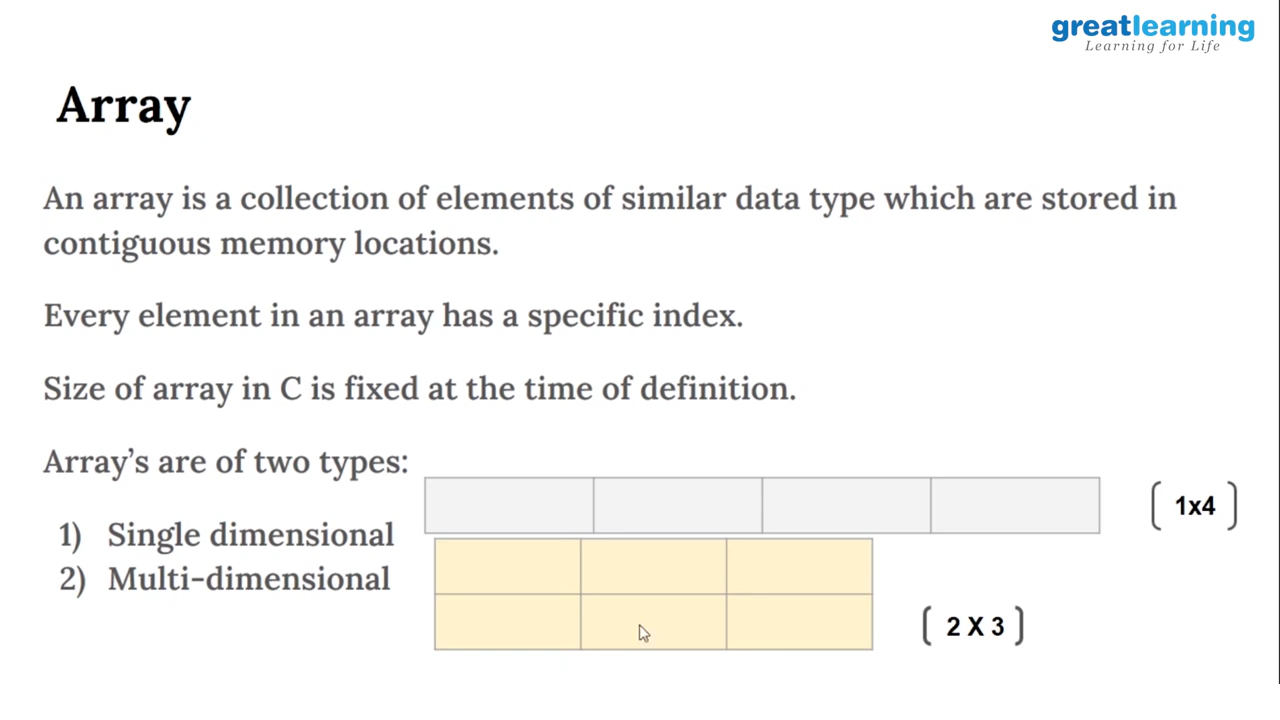 greatlearning
Learning for Life
Array
An array is a collection of elements of similar data type which are stored in
contiguous memory locations.
Every element in an array has a specific index.
Size of array in C is fixed at the time of definition.
Array’s are of two types:
1) Single dimensional
2) Multi-dimensional
( 1x4 )
( 2 X 3 )